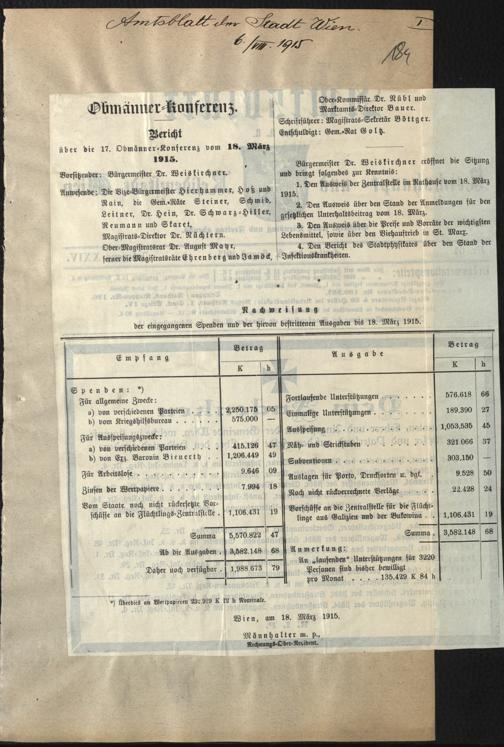 Amtsblatt der Stadt Wien.
6/VIII. 1915
I
184
Obmänner-Konferenz.
Bericht
über die 17. Obmänner-Konferenz vom 18. März
1915.
Vorsitzender: Bürgermeister Dr. Weiskirchner.
Anwesende: Die Vize-Bürgermeister Hierhammer, Hoß und
Rain, die Gem.-Räte Steiner, Schmid,
Leitner, Dr. Hein, Dr. Schwarz-Hiller,
Reumann und Skaret,
Magistrats-Direktor Dr. Nüchtern,
Ober-Magistratsrat Dr. August Mayr,
ferner die Magistratsräte Ehrenberg und Jamöck,
Ober-Kommissär Dr. Rübl und
Marktamts-Direktor Bauer.
Schriftführer: Magistrats-Sekretär Böttger.
Entschuldigt: Gem.-Rat Goltz.
Bürgermeister Dr. Weiskirchner eröffnet die Sitzung
und bringt folgendes zur Kenntnis:
1. Den Ausweis der Zentralstelle im Rathause vom 18. März
1915.
2. Den Ausweis über den Stand der Anmeldungen für den
gesetzlichen Unterhaltsbeitrag vom 18. März.
3. Den Ausweis über die Preise und Vorräte der wichtigsten
Lebensmittel, sowie über den Viehauftrieb in St. Marx.
4. Den Bericht des Stadtphysikates über den Stand der
Infektionskrankheiten.
Nachweisung
der eingegangenen Spenden und der hievon bestrittenen Ausgaben bis 18. März 1915.
Empfang Betrag
K h
Spenden: *)
Für allgemeine Zwecke:
a) von verschiedenen Parteien 2,250.175 05
b) vom Kriegshilfsbureau . . . . 575.000 —
Für Ausspeisungszwecke:
a) von verschiedenen Parteien . . 415.126 47
b) von Exz. Baronin Bienerth . . 1,206.449 49
Für Arbeitslose . . . . . . . 9.646 09
Zinsen der Wertpapiere . . . . . 7.994 18
Vom Staate noch nicht rückersetzte Vor-
schüsse an die Flüchtlings-Zentralstelle . 1,106.431 19
Summa 5,570.822 47
Ab die Ausgaben . 3,582.148 68
Daher noch verfügbar . 1,988.673 79
Ausgabe Betrag
K h
Fortlaufende Unterstützungen . . . . . 576.618 66
Einmalige Unterstützungen . . . . . 189.390 27
Ausspeisung . . . . . . . . 1,053.535 45
Näh- und Strickstuben . . . . . . 321.066 37
Subventionen . . . . . . . . 303.150 —
Auslagen für Porto, Drucksorten u. dgl. . . 9.528 50
Noch nicht rückverrechnete Verläge . . . 22.428 24
Vorschüsse an die Zentralstelle für die Flücht-
linge aus Galizien und der Bukowina . . 1,106.431 19
Summa . 3,582.148 68
Anmerkung:
An „laufenden“ Unterstützungen für 3220
Personen sind bisher bewilligt
pro Monat . . . . 135.429 K 84 h
*) Überdies an Wertpapieren K 12 h Nominale.
Wien, am 18. März 1915.
Männhalter m. p.,
Rechnungs-Ober-Revident.